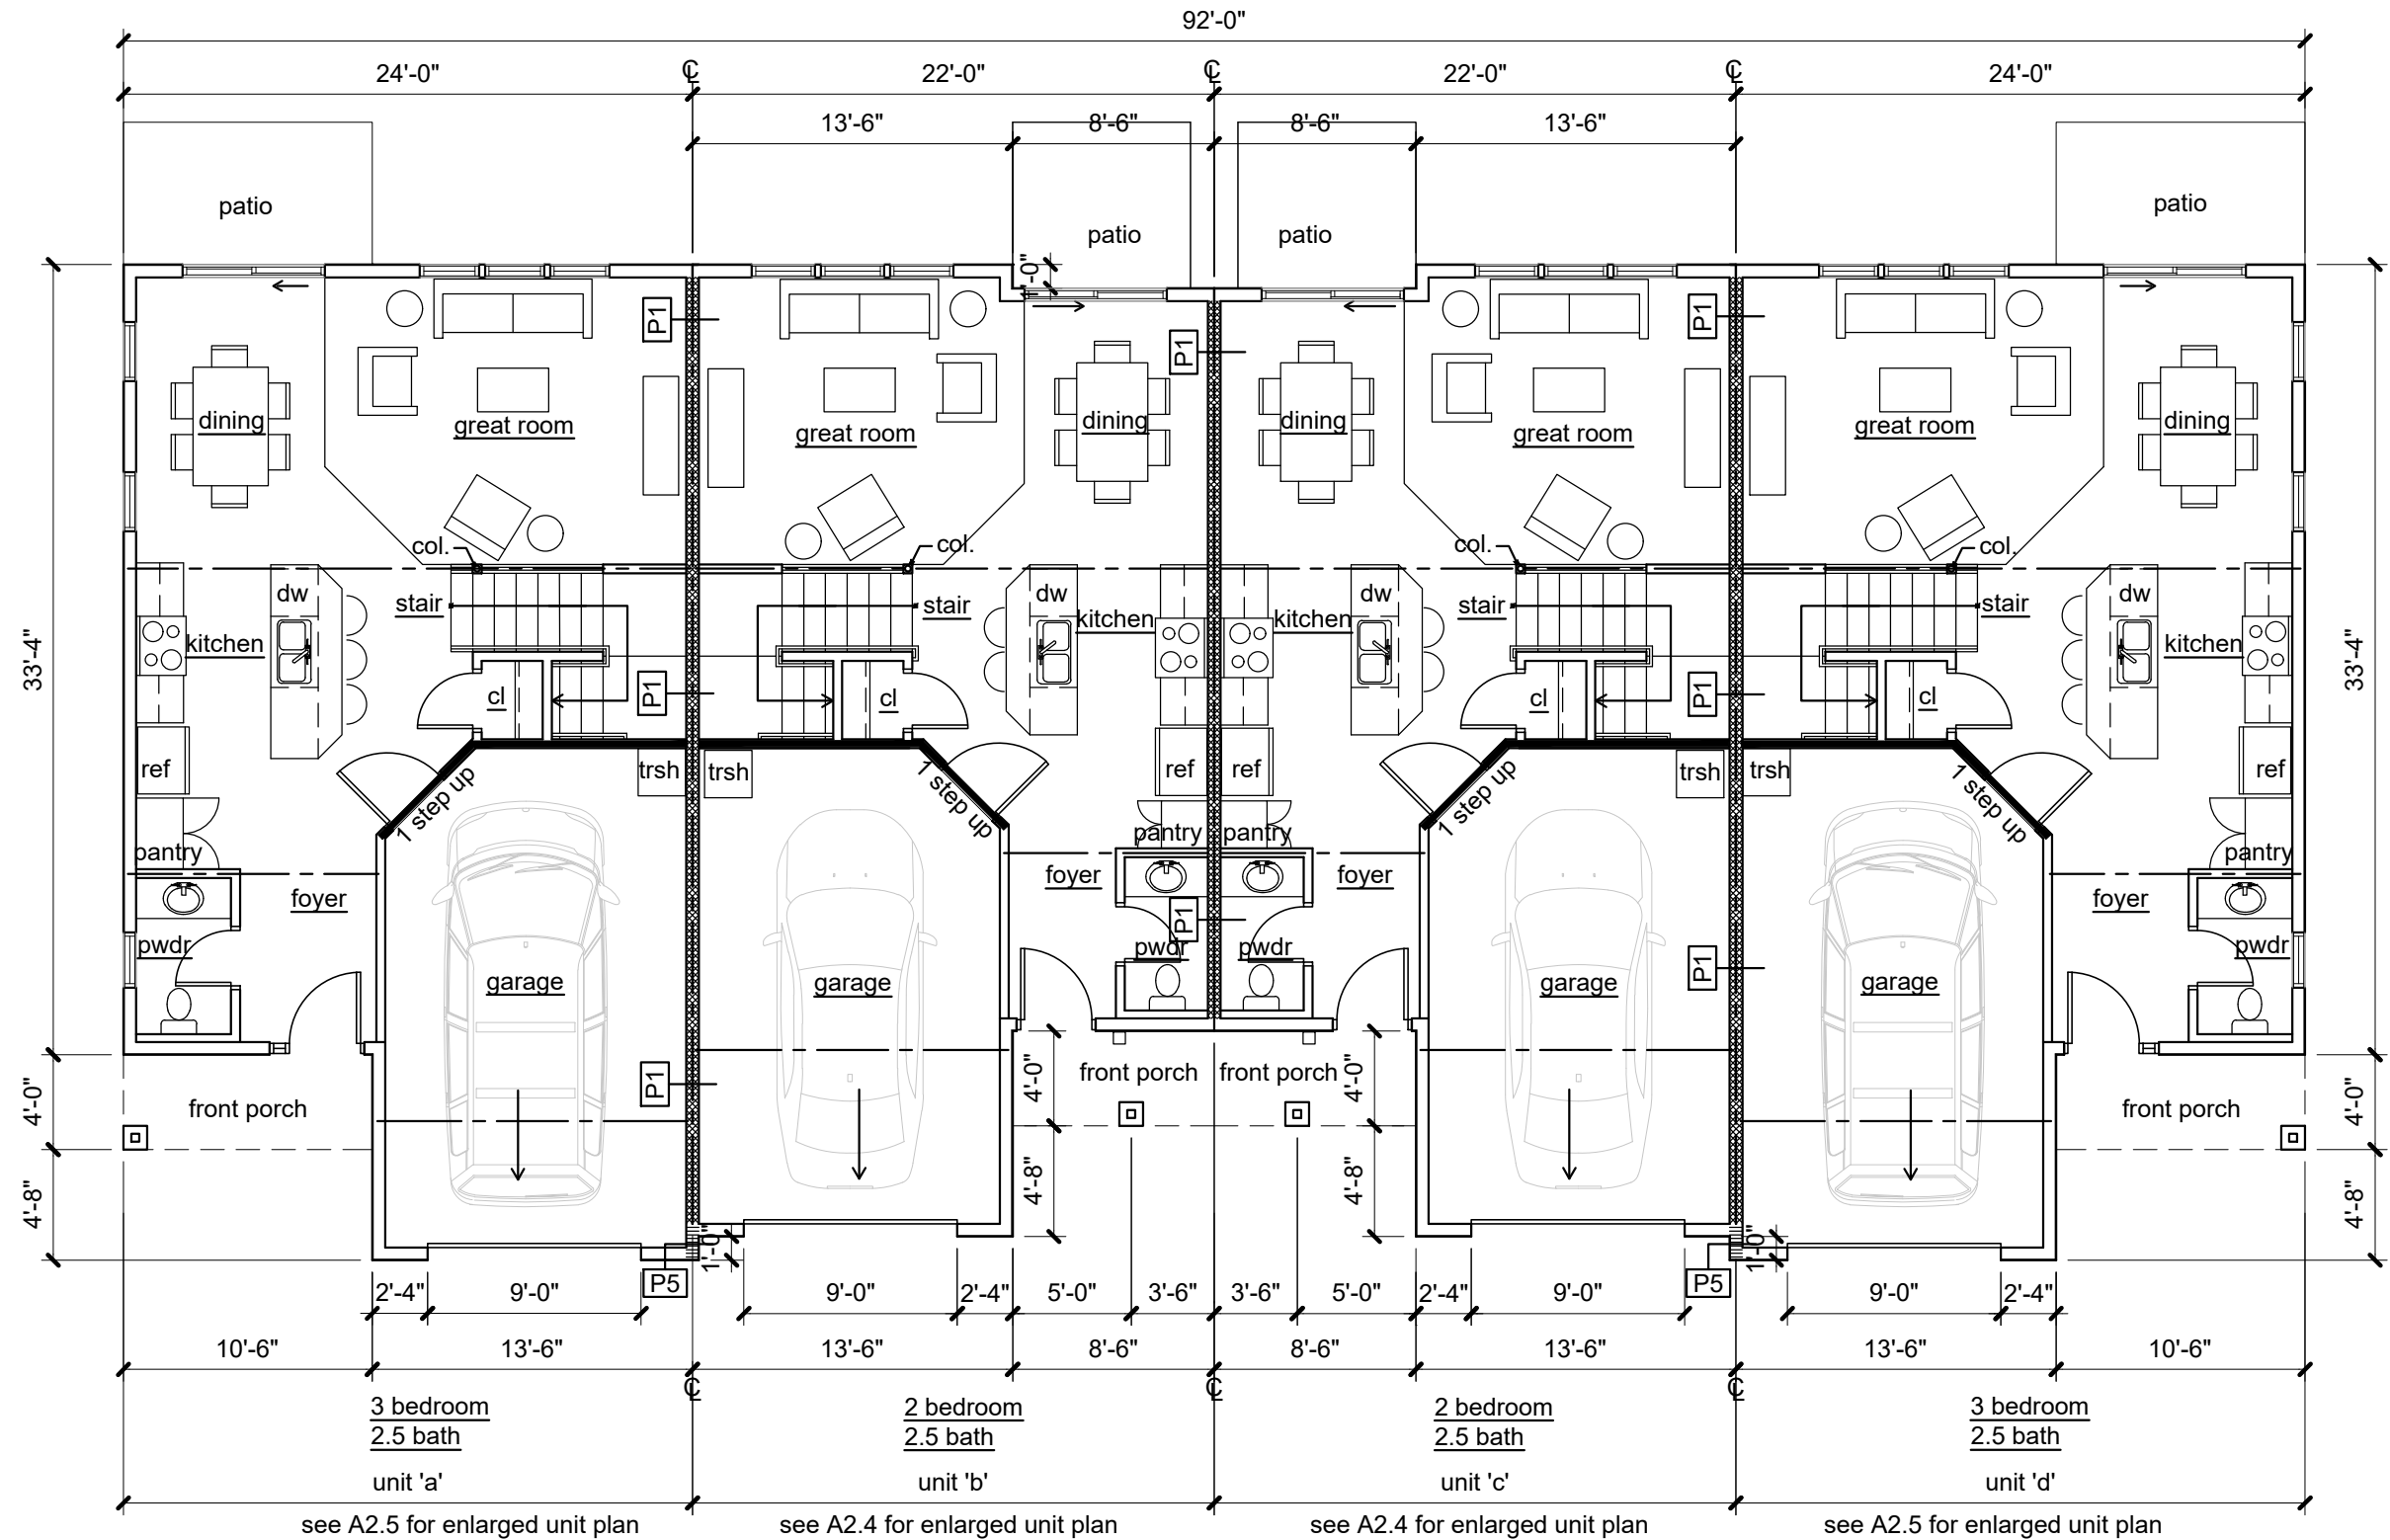 92'-0"
24'-0" ℄ 22'-0" ℄ 22'-0" ℄ 24'-0"
13'-6" 8'-6" 8'-6" 13'-6"
patio patio patio patio
1'-0"
P1 P1 P1
dining great room great room dining dining great room great room dining
col. col. col. col.
dw stair stair dw dw stair stair dw
kitchen kitchen kitchen kitchen
33'-4" 33'-4"
cl P1 cl cl P1 cl
ref trsh trsh ref ref trsh trsh ref
1 step up 1 step up 1 step up 1 step up
pantry pantry pantry pantry
foyer foyer foyer foyer
pwdr P1 pwdr pwdr pwdr
garage garage garage P1 garage
front porch P1 front porch front porch front porch
4'-0" 4'-0" 4'-0" 4'-0"
4'-8" 4'-8" 4'-8" 4'-8"
1'-0" 1'-0"
P5 P5
2'-4" 9'-0" 9'-0" 2'-4" 5'-0" 3'-6" 3'-6" 5'-0" 2'-4" 9'-0" 9'-0" 2'-4"
10'-6" 13'-6" 13'-6" 8'-6" 8'-6" 13'-6" 13'-6" 10'-6"
℄ ℄ ℄
3 bedroom 2 bedroom 2 bedroom 3 bedroom
2.5 bath 2.5 bath 2.5 bath 2.5 bath
unit 'a' unit 'b' unit 'c' unit 'd'
see A2.5 for enlarged unit plan see A2.4 for enlarged unit plan see A2.4 for enlarged unit plan see A2.5 for enlarged unit plan